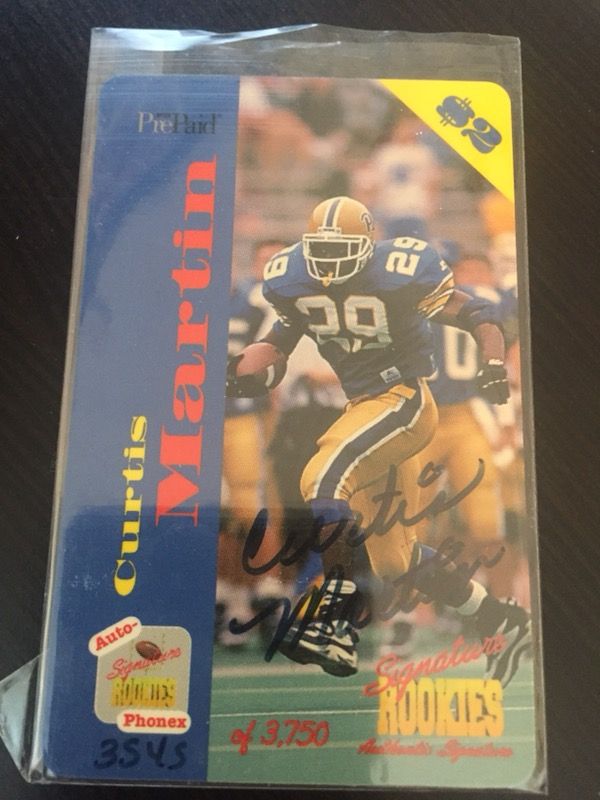 PrePaid
$2
Curtis
Martin
29
29
29
Curtis
Martin
Auto-
Signature
ROOKIES
Phonex
of 3,750
Signature
ROOKIES
Authentic Signature